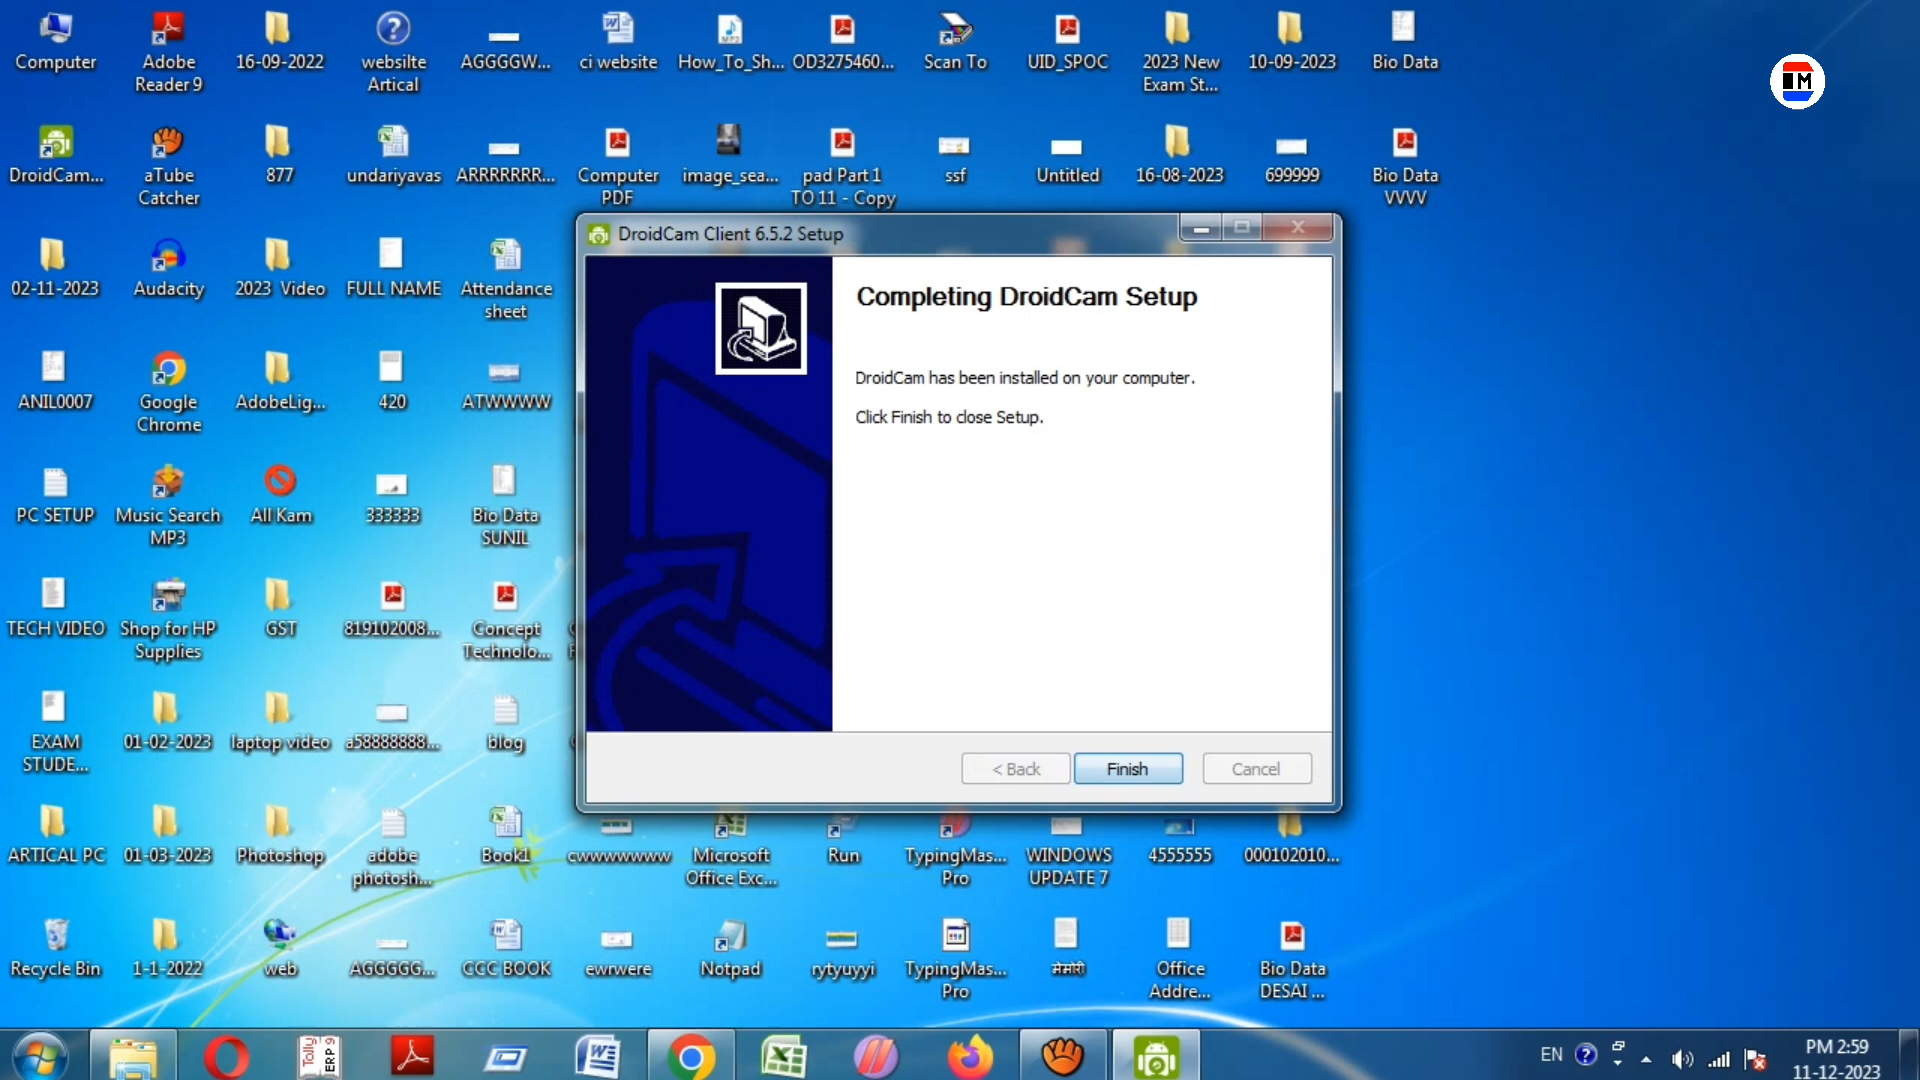 Computer
Adobe
Reader 9
16-09-2022
websilte
Artical
AGGGGW...
ci website
How_To_Sh...
OD3275460...
Scan To
UID_SPOC
2023 New
Exam St...
10-09-2023
Bio Data
M
DroidCam...
aTube
Catcher
877
undariyavas
ARRRRRRR...
Computer
PDF
image_sea...
pad Part 1
TO 11 - Copy
ssf
Untitled
16-08-2023
699999
Bio Data
VVVV
DroidCam Client 6.5.2 Setup
02-11-2023
Audacity
2023 Video
FULL NAME
Attendance
sheet
Completing DroidCam Setup
DroidCam has been installed on your computer.
Click Finish to close Setup.
ANIL0007
Google
Chrome
AdobeLig...
420
ATWWWW
PC SETUP
Music Search
MP3
All Kam
333333
Bio Data
SUNIL
TECH VIDEO
Shop for HP
Supplies
GST
819102008...
Concept
Technolo...
EXAM
STUDE...
01-02-2023
laptop video
a58888888...
blog
< Back
Finish
Cancel
ARTICAL PC
01-03-2023
Photoshop
adobe
photosh...
Book1
cwwwwwww
Microsoft
Office Exc...
Run
TypingMas...
Pro
WINDOWS
UPDATE 7
4555555
000102010...
Recycle Bin
1-1-2022
web
AGGGGG...
CCC BOOK
ewrwere
Notpad
rytyuyyi
TypingMas...
Pro
मेमोरी
Office
Addre...
Bio Data
DESAI ...
Tally
ERP 9
EN
PM 2:59
11-12-2023